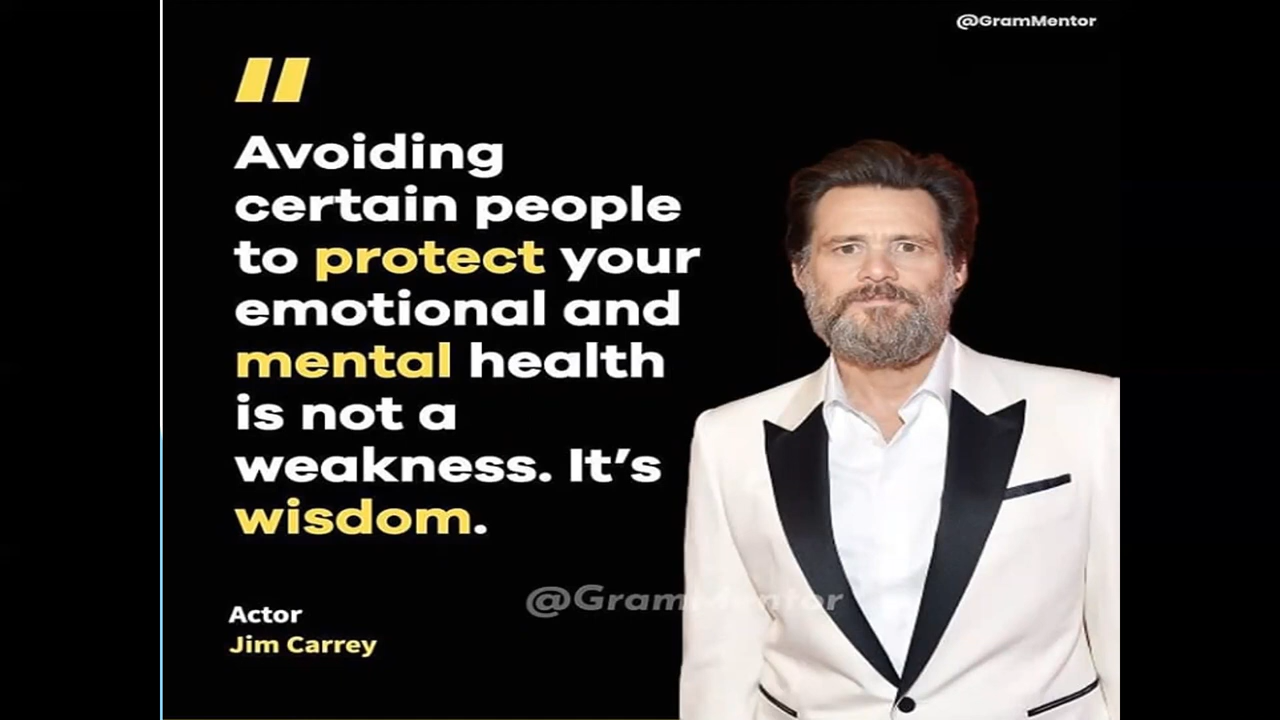 @GramMentor
Avoiding
certain people
to protect your
emotional and
mental health
is not a
weakness. It’s
wisdom.
@GramMentor
Actor
Jim Carrey